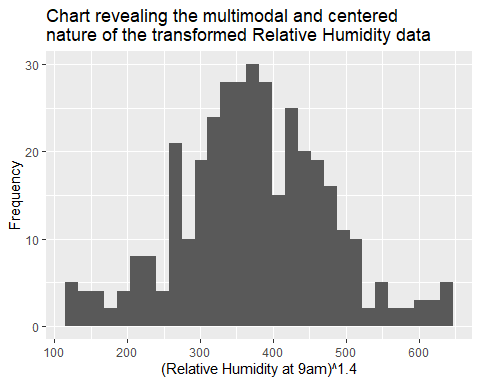 Chart revealing the multimodal and centered
nature of the transformed Relative Humidity data
30
20
10
0
Frequency
100 200 300 400 500 600
(Relative Humidity at 9am)^1.4